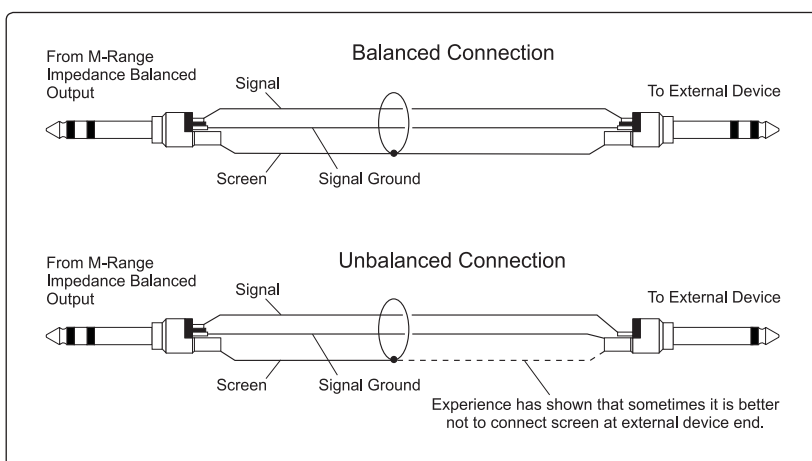 Balanced Connection
From M-Range
Impedance Balanced
Output
Signal
To External Device
Screen
Signal Ground
Unbalanced Connection
From M-Range
Impedance Balanced
Output
Signal
To External Device
Screen
Signal Ground
Experience has shown that sometimes it is better
not to connect screen at external device end.